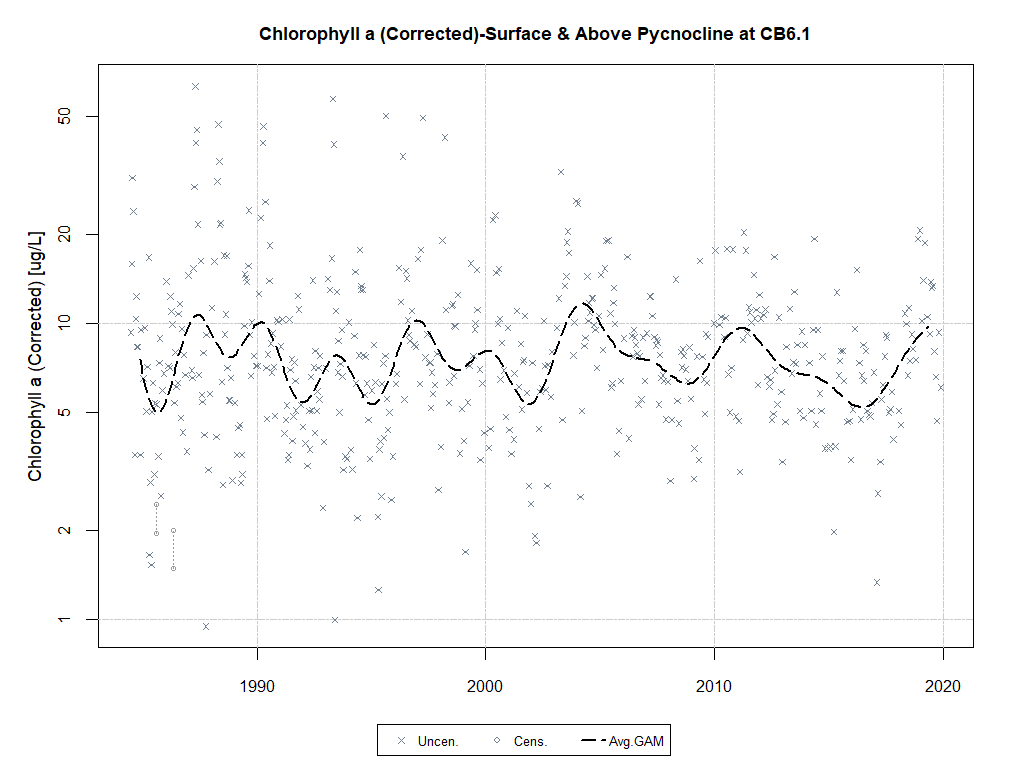 Chlorophyll a (Corrected)-Surface & Above Pycnocline at CB6.1
Chlorophyll a (Corrected) [ug/L]
50
20
10
5
2
1
1990 2000 2010 2020
Uncen. Cens. Avg.GAM